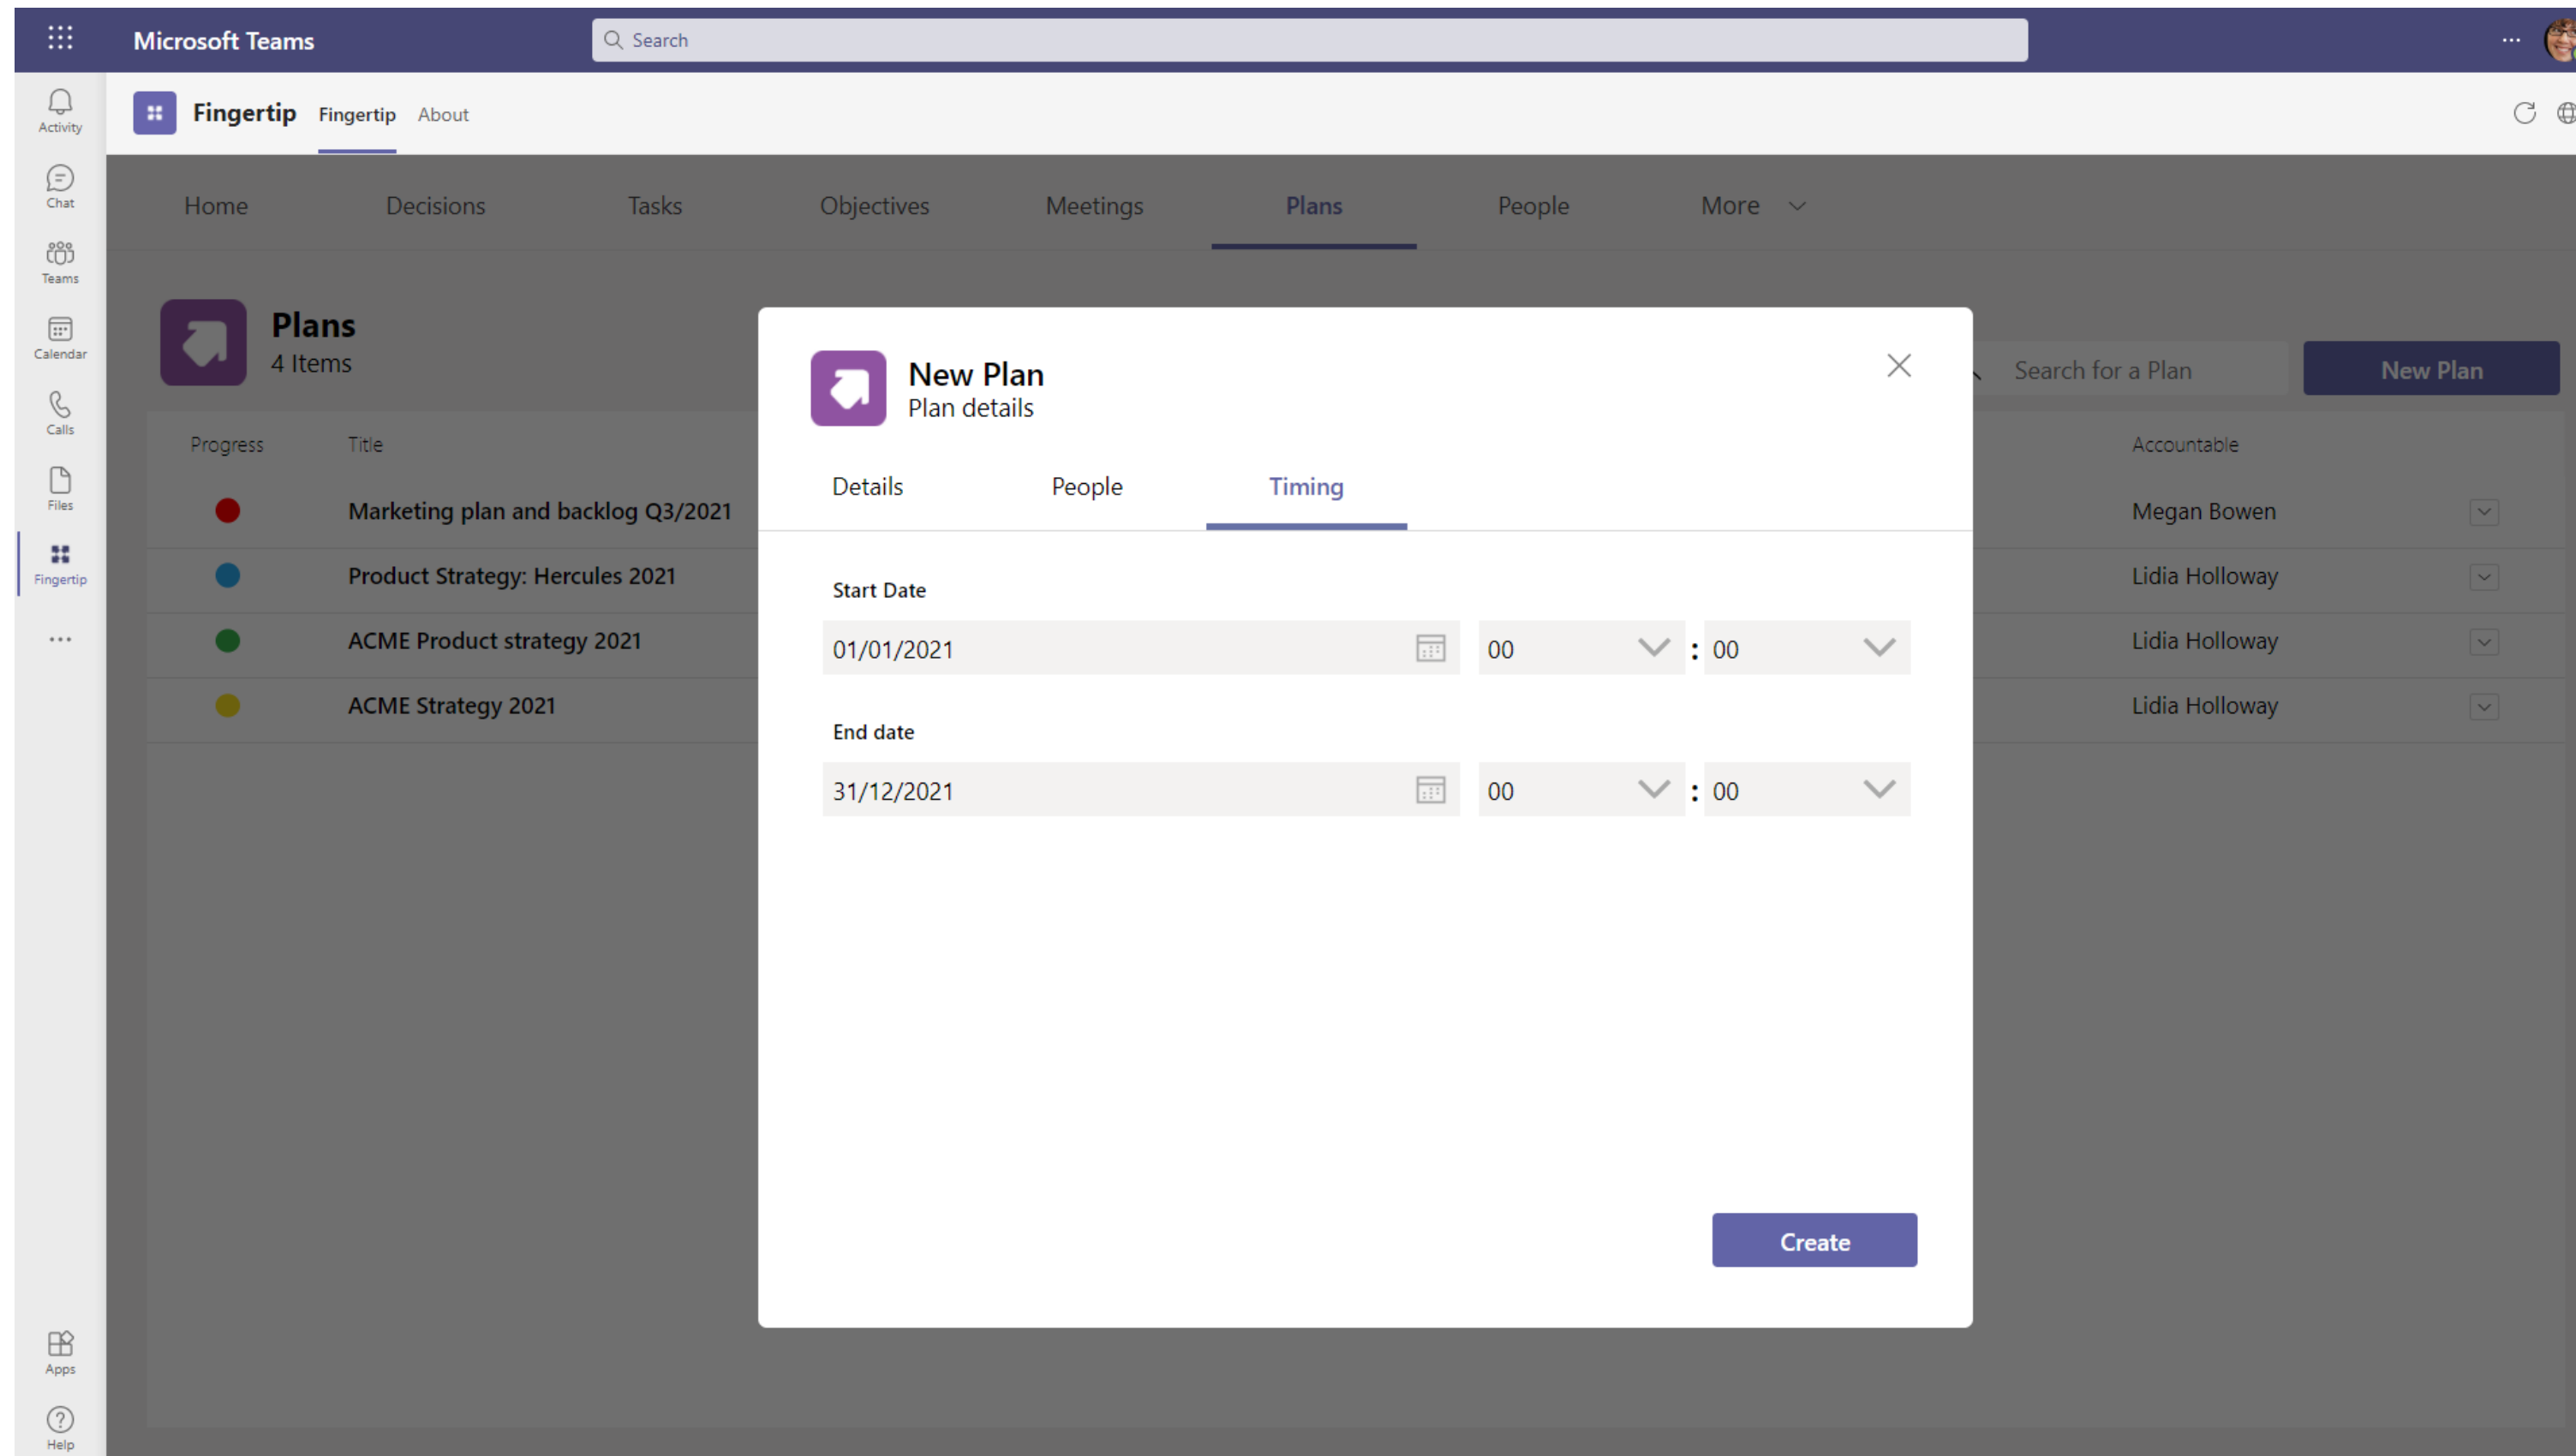 Microsoft Teams
Search
Activity
Chat
Teams
Calendar
Calls
Files
Fingertip
Apps
Help
Fingertip Fingertip About
Home Decisions Tasks Objectives Meetings Plans People More
Plans
4 Items
Search for a Plan New Plan
Progress Title Accountable
Marketing plan and backlog Q3/2021 Megan Bowen
Product Strategy: Hercules 2021 Lidia Holloway
ACME Product strategy 2021 Lidia Holloway
ACME Strategy 2021 Lidia Holloway
New Plan
Plan details
Details People Timing
Start Date
01/01/2021 00 : 00
End date
31/12/2021 00 : 00
Create